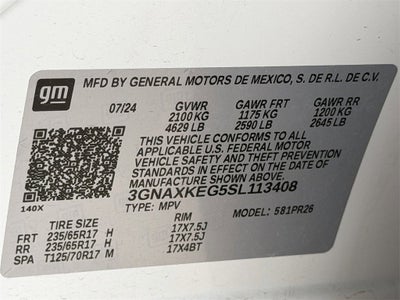 gm
MFD BY GENERAL MOTORS DE MEXICO, S. DE R.L. DE C.V.
07/24 GVWR GAWR FRT GAWR RR
2100 KG 1175 KG 1200 KG
4629 LB 2590 LB 2645 LB
THIS VEHICLE CONFORMS TO ALL
APPLICABLE U.S. FEDERAL MOTOR
VEHICLE SAFETY AND THEFT PREVENTION
STANDARDS IN EFFECT ON THE DATE OF
MANUFACTURE SHOWN ABOVE.
3GNAXKEG5SL113408
140X TYPE: MPV MODEL: 581PR26
TIRE SIZE RIM
FRT 235/65R17 H 17X7.5J
RR 235/65R17 H 17X7.5J
SPA T125/70R17 M 17X4BT